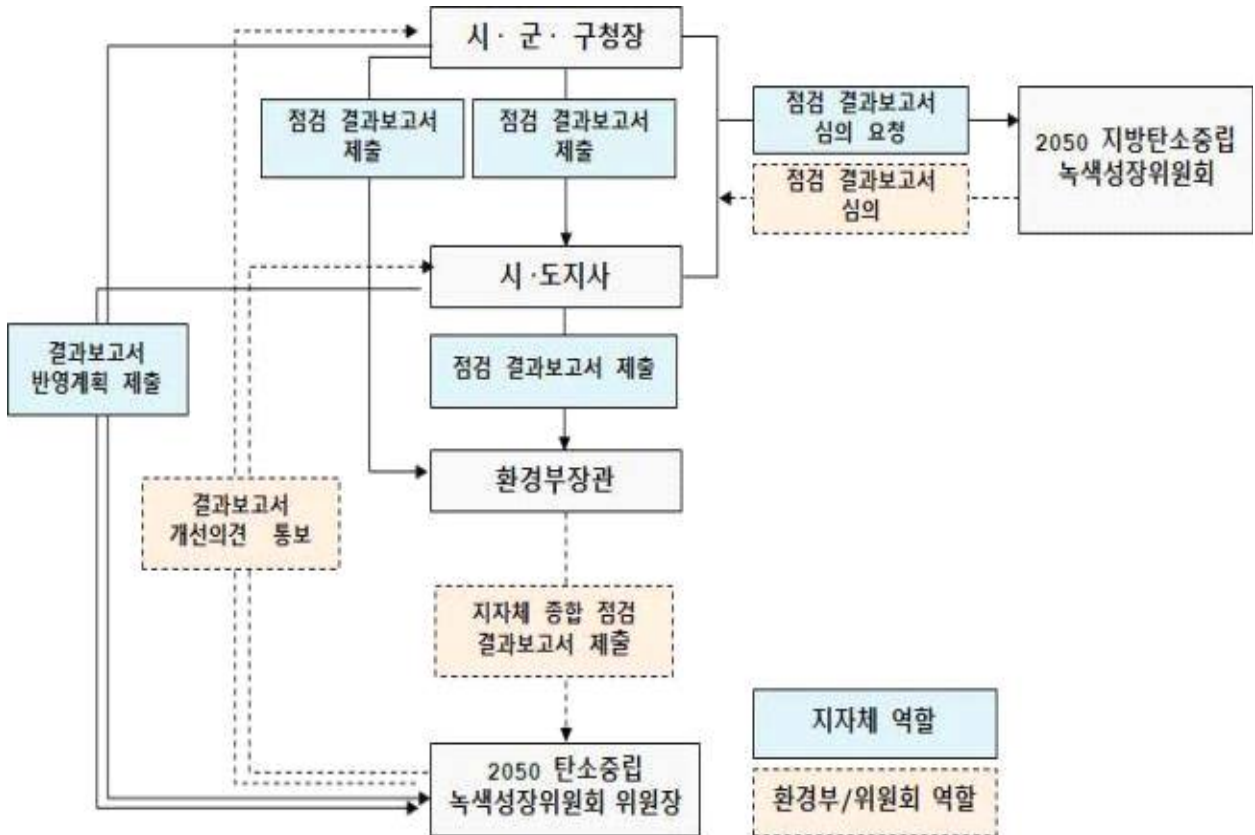 시· 군· 구청장
점검 결과보고서
제출
점검 결과보고서
제출
점검 결과보고서
심의 요청
2050 지방탄소중립
녹색성장위원회
점검 결과보고서
심의
시 ·도지사
결과보고서
반영계획 제출
점검 결과보고서 제출
환경부장관
결과보고서
개선의견 통보
지자체 종합 점검
결과보고서 제출
지자체 역할
2050 탄소중립
녹색성장위원회 위원장
환경부/위원회 역할